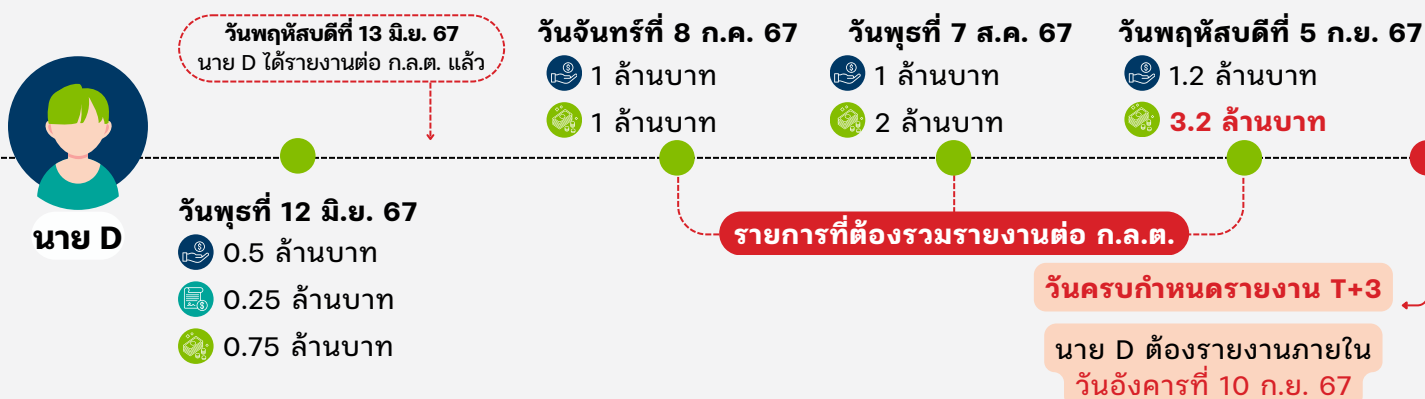 วันพฤหัสบดีที่ 13 มิ.ย. 67
นาย D ได้รายงานต่อ ก.ล.ต. แล้ว
วันจันทร์ที่ 8 ก.ค. 67
1 ล้านบาท
1 ล้านบาท
วันพุธที่ 7 ส.ค. 67
1 ล้านบาท
2 ล้านบาท
วันพฤหัสบดีที่ 5 ก.ย. 67
1.2 ล้านบาท
3.2 ล้านบาท
นาย D
วันพุธที่ 12 มิ.ย. 67
0.5 ล้านบาท
0.25 ล้านบาท
0.75 ล้านบาท
รายการที่ต้องรวมรายงานต่อ ก.ล.ต.
วันครบกำหนดรายงาน T+3
นาย D ต้องรายงานภายใน
วันอังคารที่ 10 ก.ย. 67